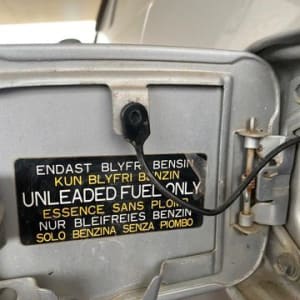 ENDAST BLYFRI BENSIN
KUN BLYFRI BENZIN
UNLEADED FUEL ONLY
ESSENCE SANS PLOMB
NUR BLEIFREIES BENZIN
SOLO BENZINA SENZA PIOMBO